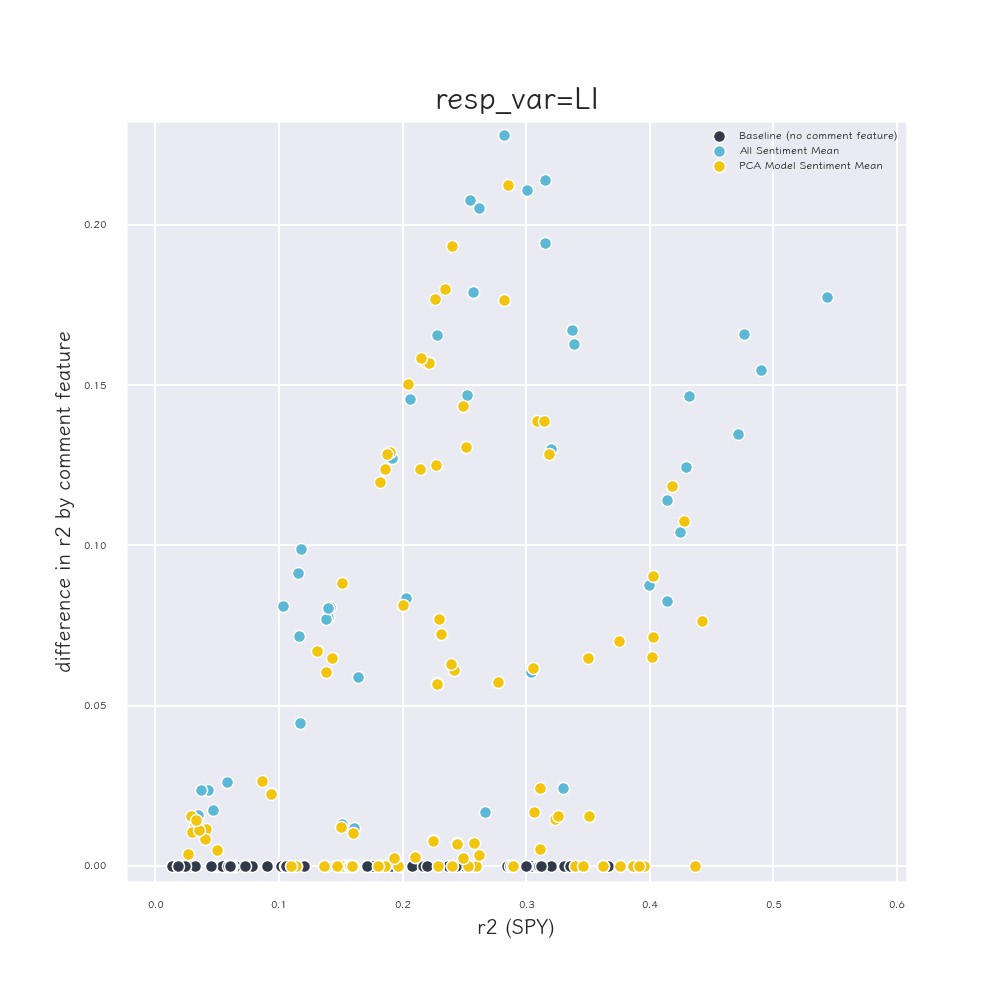 resp_var=LI
Baseline (no comment feature)
All Sentiment Mean
PCA Model Sentiment Mean
difference in r2 by comment feature
0.20
0.15
0.10
0.05
0.00
0.0 0.1 0.2 0.3 0.4 0.5 0.6
r2 (SPY)